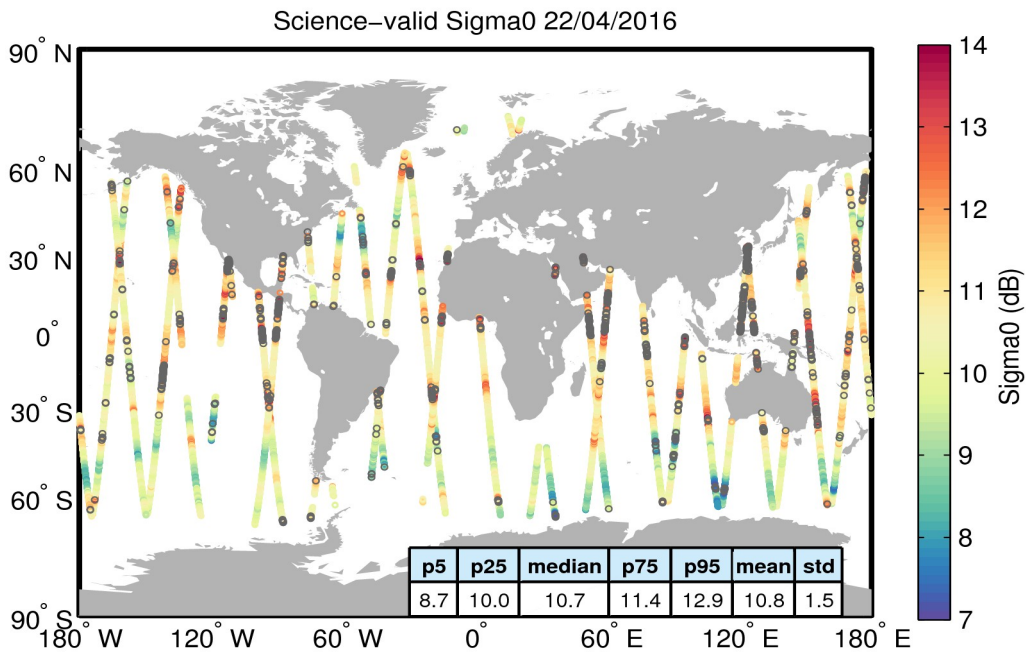 Science−valid Sigma0 22/04/2016
90° N
60° N
30° N
0°
30° S
60° S
90° S
180° W
120° W
60° W
0°
60° E
120° E
180° E
p5 p25 median p75 p95 mean std
8.7 10.0 10.7 11.4 12.9 10.8 1.5
14
13
12
11
10
9
8
7
Sigma0 (dB)